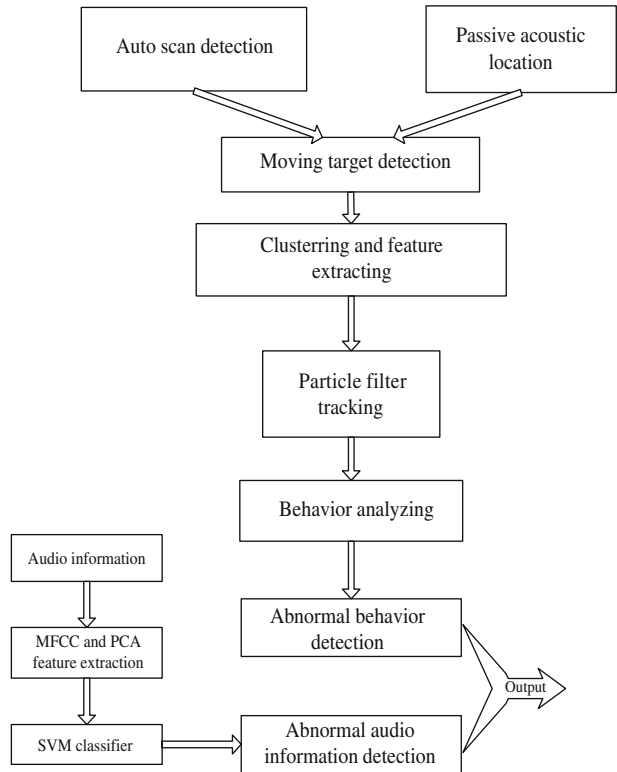 Auto scan detection
Passive acoustic
location
Moving target detection
Clusterring and feature
extracting
Particle filter
tracking
Behavior analyzing
Audio information
Abnormal behavior
detection
MFCC and PCA
feature extraction
Output
SVM classifier
Abnormal audio
information detection